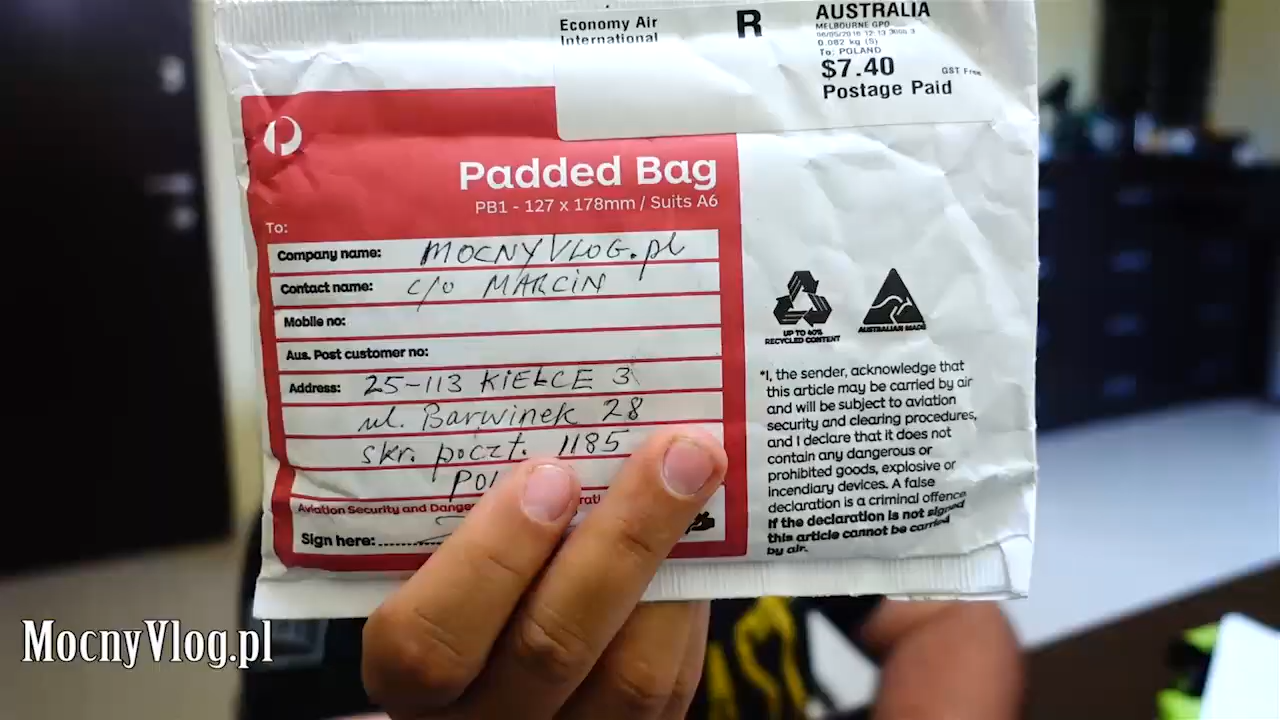 Economy Air
International
R
AUSTRALIA
MELBOURNE GPO
0.082 kg (S)
To: POLAND
$7.40
GST Free
Postage Paid
Padded Bag
PB1 - 127 x 178mm / Suits A6
To:
Company name: MOCNYVLOG.pl
Contact name: c/o MARCIN
Mobile no:
Aus. Post customer no:
Address: 25-113 KIELCE 3
ul. Barwinek 28
skr. poczt. 1185
Aviation Security and
Sign here:
UP TO 40%
RECYCLED CONTENT
AUSTRALIAN MADE
*I, the sender, acknowledge that
this article may be carried by air
and will be subject to aviation
security and clearing procedures,
and I declare that it does not
contain any dangerous or
prohibited goods, explosive or
incendiary devices. A false
declaration is a criminal offence
If the declaration is not signed
this article cannot be carried
by air.
MocnyVlog.pl